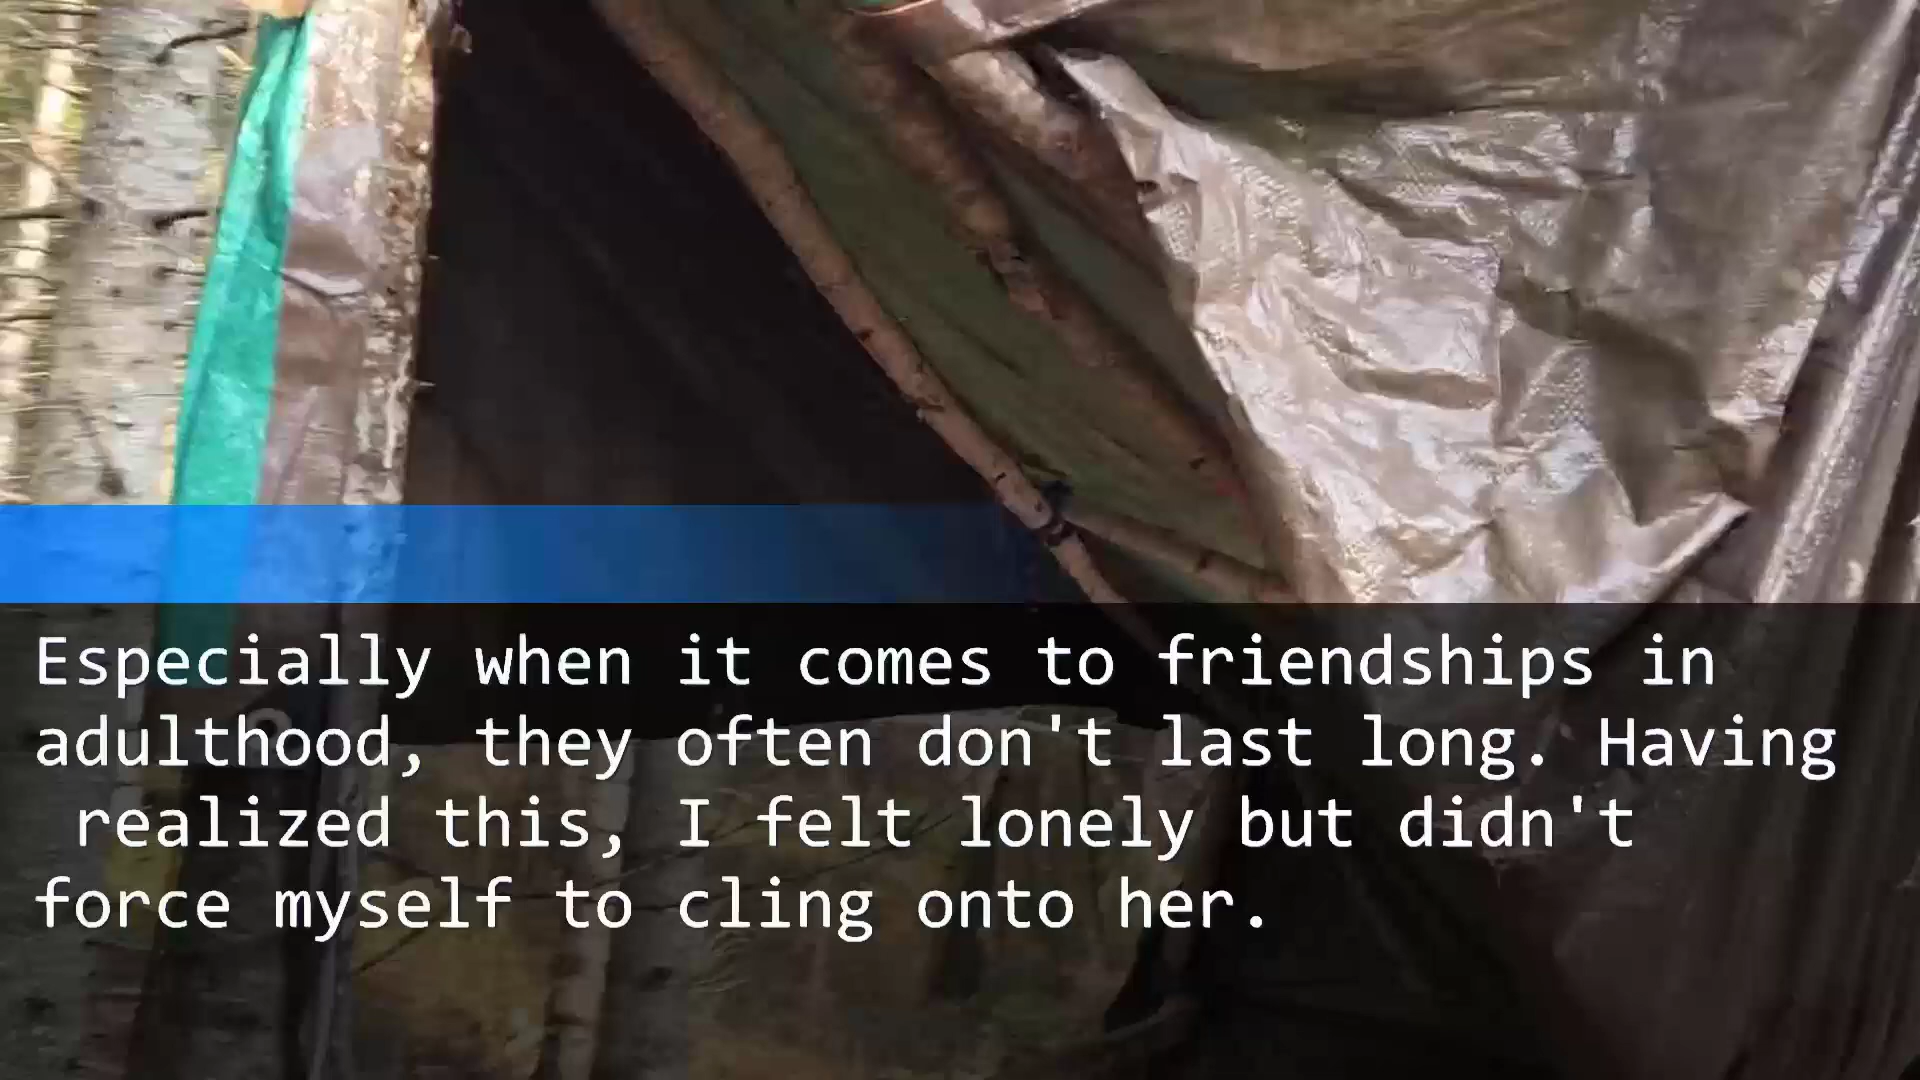 Especially when it comes to friendships in
adulthood, they often don't last long. Having
realized this, I felt lonely but didn't
force myself to cling onto her.